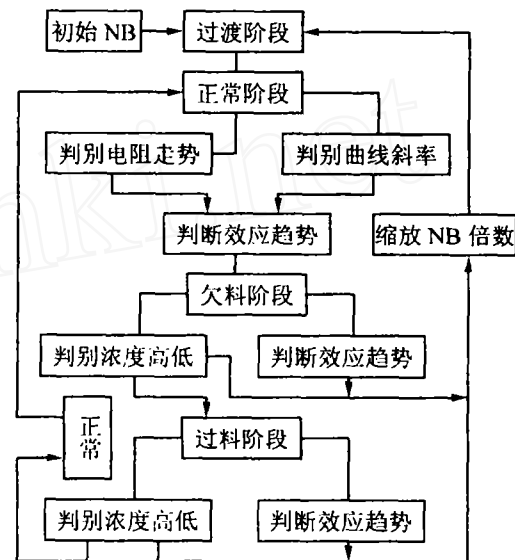 初始 NB
过渡阶段
正常阶段
判别电阻走势
判别曲线斜率
判断效应趋势
缩放 NB 倍数
欠料阶段
判别浓度高低
判断效应趋势
正常
过料阶段
判别浓度高低
判断效应趋势